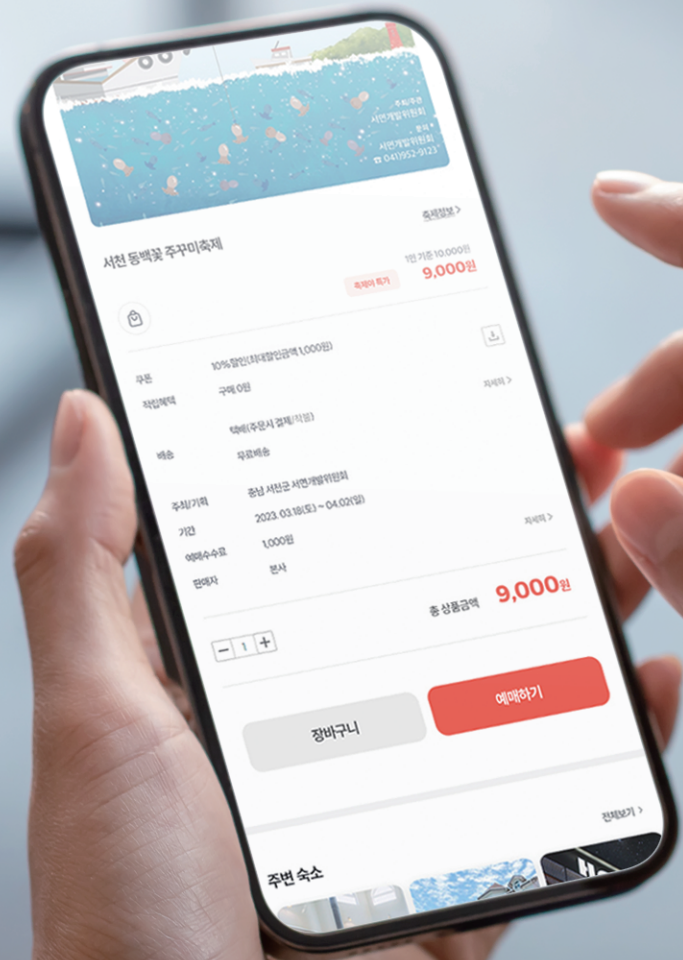 주최/주관
서면개발위원회
문의
서면개발위원회
☎ 041)952-9123
축제정보 >
서천 동백꽃 주꾸미축제
1인 기준 10,000원
축제야 특가 9,000원
쿠폰 10%할인(최대할인금액 1,000원)
적립혜택 구매 0원
자세히 >
배송 택배(주문시 결제/착불)
무료배송
주최/기획 충남 서천군 서면개발위원회
기간 2023. 03.18(토) ~ 04.02(일)
예매수수료 1,000원
자세히 >
판매자 본사
총 상품금액 9,000원
− 1 +
장바구니 예매하기
전체보기 >
주변 숙소